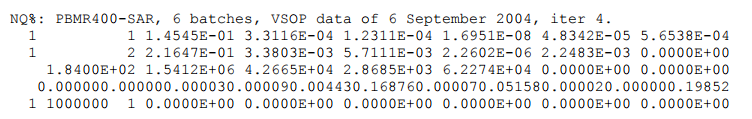 NQ%: PBMR400-SAR, 6 batches, VSOP data of 6 September 2004, iter 4.
1 1 1.4545E-01 3.3116E-04 1.2311E-04 1.6951E-08 4.8342E-05 5.6538E-04
1 2 2.1647E-01 3.3803E-03 5.7111E-03 2.2602E-06 2.2483E-03 0.0000E+00
1.8400E+02 1.5412E+06 4.2665E+04 2.8685E+03 6.2274E+04 0.0000E+00 0.0000E+00
0.000000.000000.000030.000090.004430.168760.000070.051580.000020.000000.19852
1 1000000 1 0.0000E+00 0.0000E+00 0.0000E+00 0.0000E+00 0.0000E+00